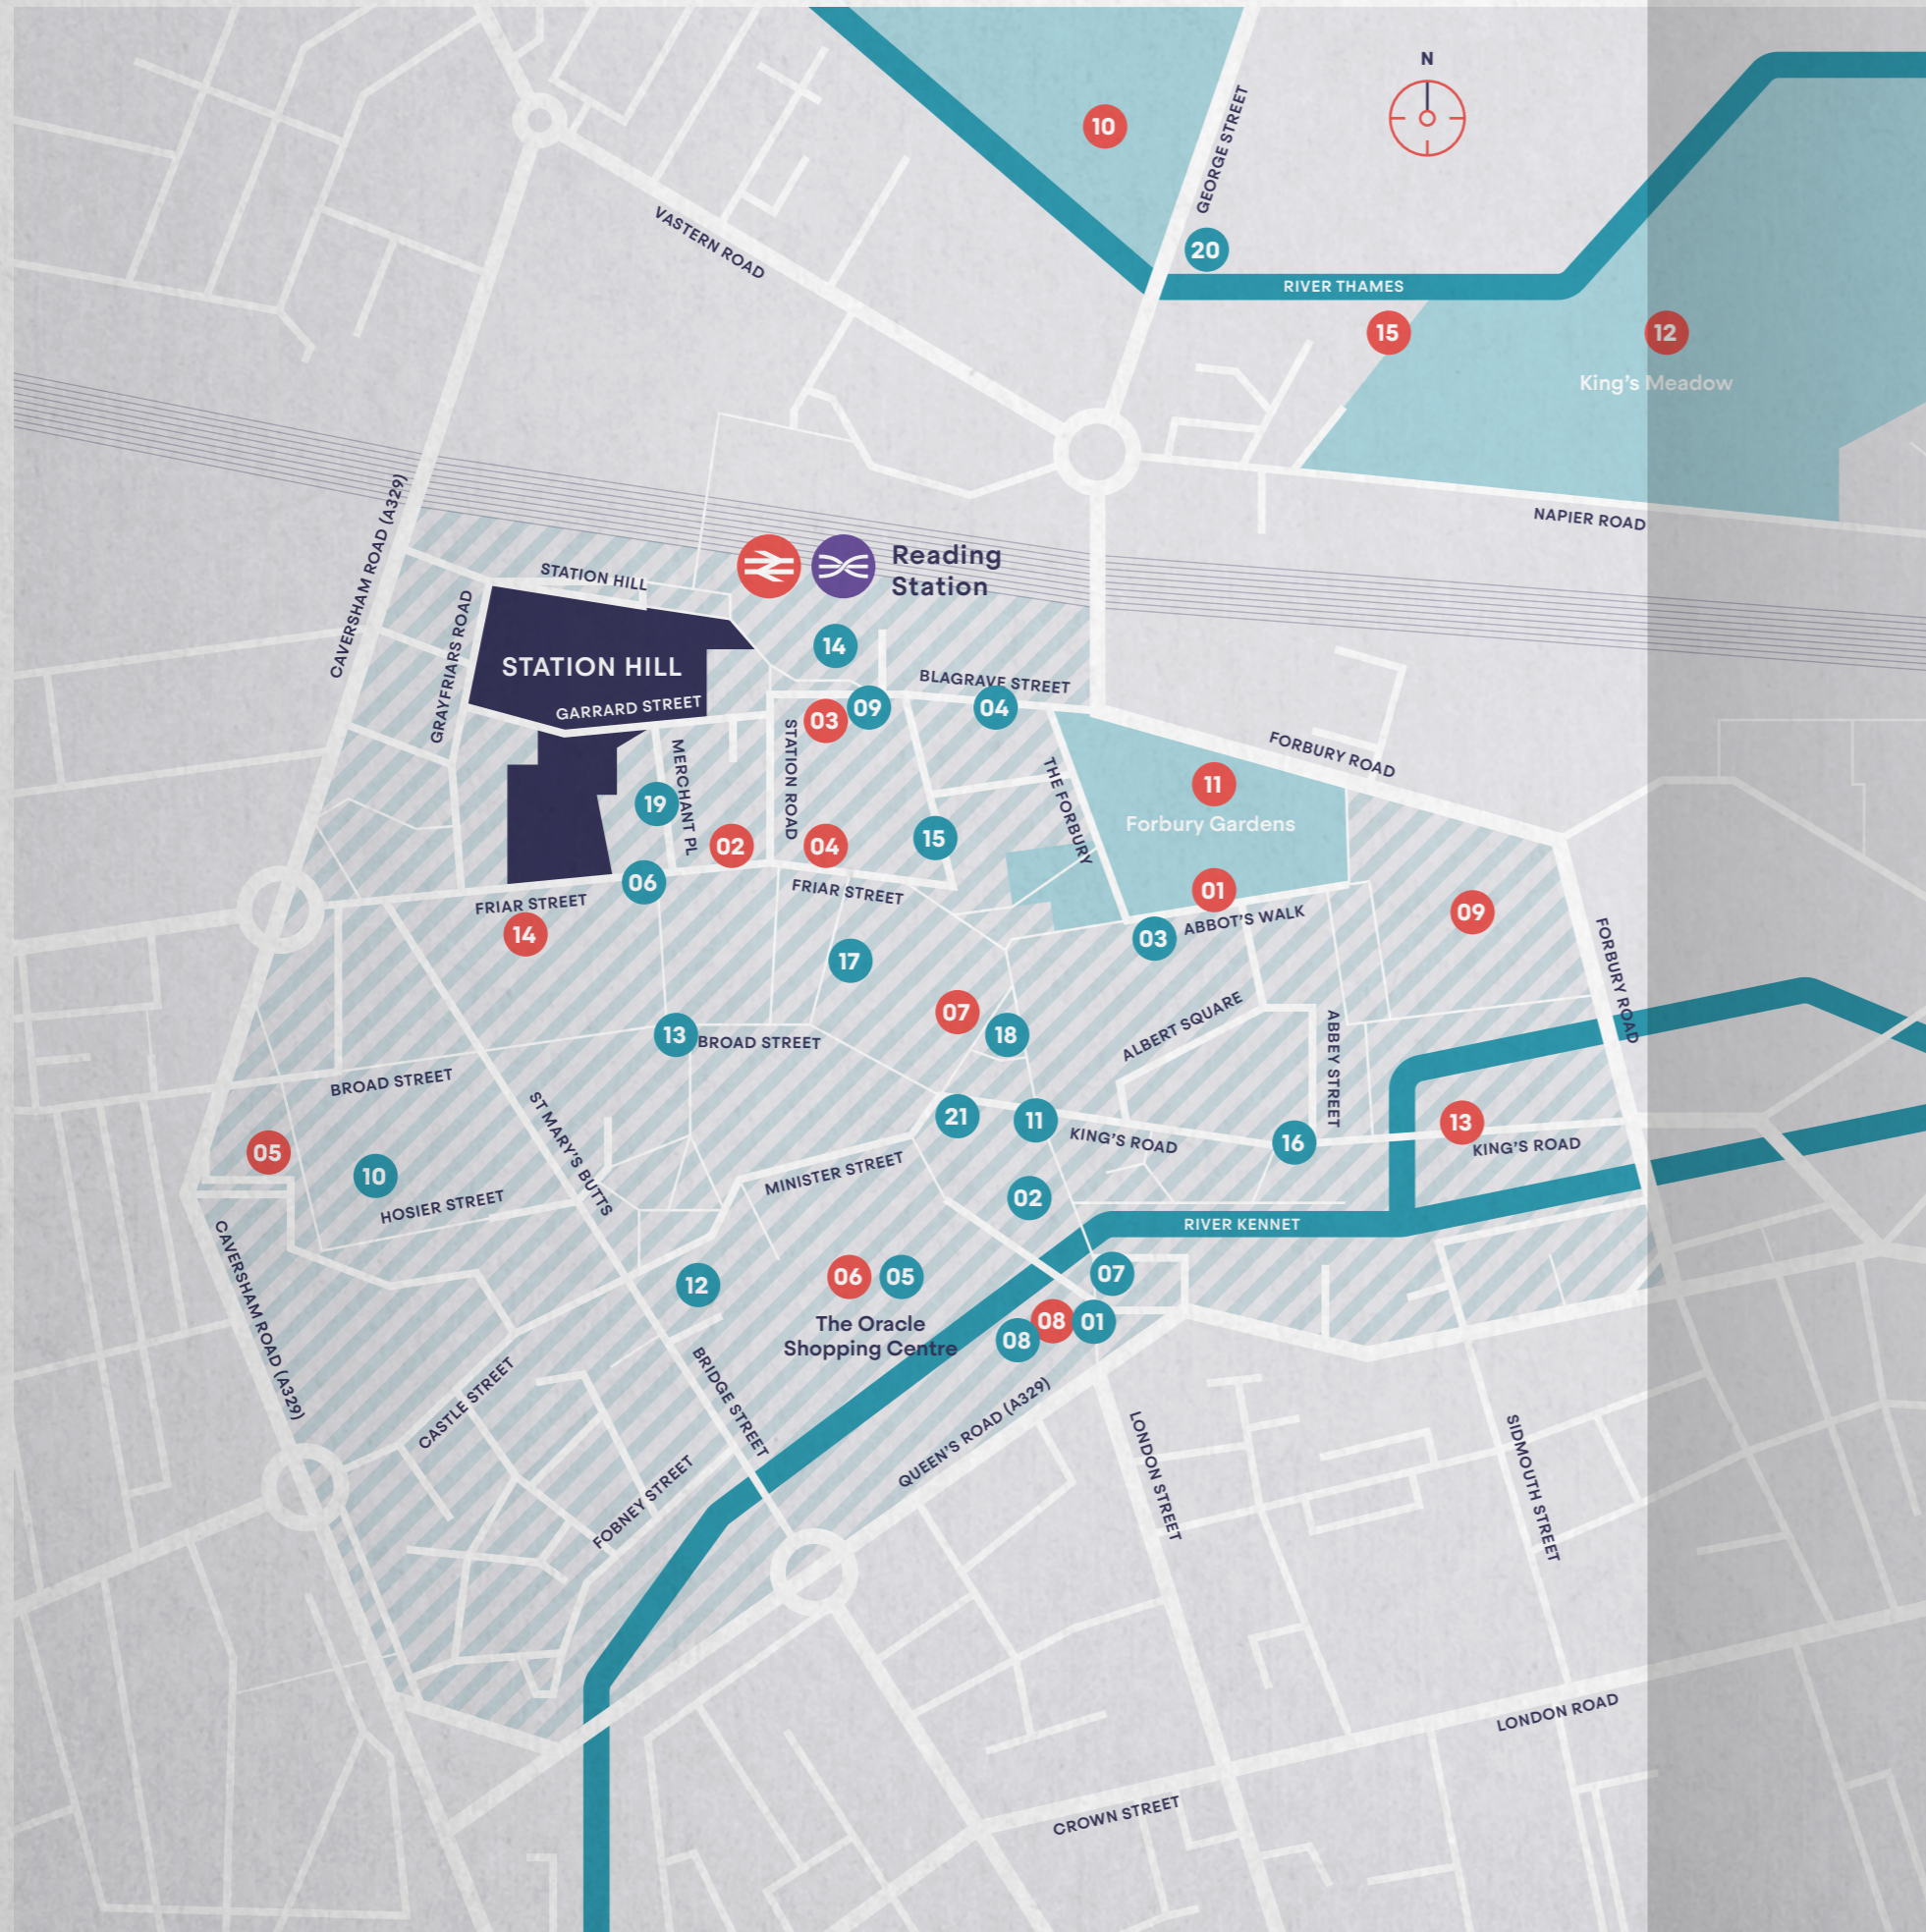 N
10
GEORGE STREET
VASTERN ROAD
20
RIVER THAMES
15
12
King's Meadow
NAPIER ROAD
CAVERSHAM ROAD (A329)
Reading
Station
STATION HILL
GRAYFRIARS ROAD
STATION HILL
14
BLAGRAVE STREET
GARRARD STREET
03
09
04
STATION ROAD
MERCHANT PL
FORBURY ROAD
THE FORBURY
11
Forbury Gardens
19
02
04
15
06
FRIAR STREET
FRIAR STREET
01
ABBOT'S WALK
03
09
14
17
FORBURY ROAD
07
18
ALBERT SQUARE
ABBEY STREET
13
BROAD STREET
BROAD STREET
21
11
KING'S ROAD
16
13
KING'S ROAD
05
10
HOSIER STREET
ST MARY'S BUTTS
MINISTER STREET
02
RIVER KENNET
CAVERSHAM ROAD (A329)
12
06
05
07
The Oracle
Shopping Centre
08
08
01
BRIDGE STREET
CASTLE STREET
QUEEN'S ROAD (A329)
LONDON STREET
SIDMOUTH STREET
FOBNEY STREET
LONDON ROAD
CROWN STREET